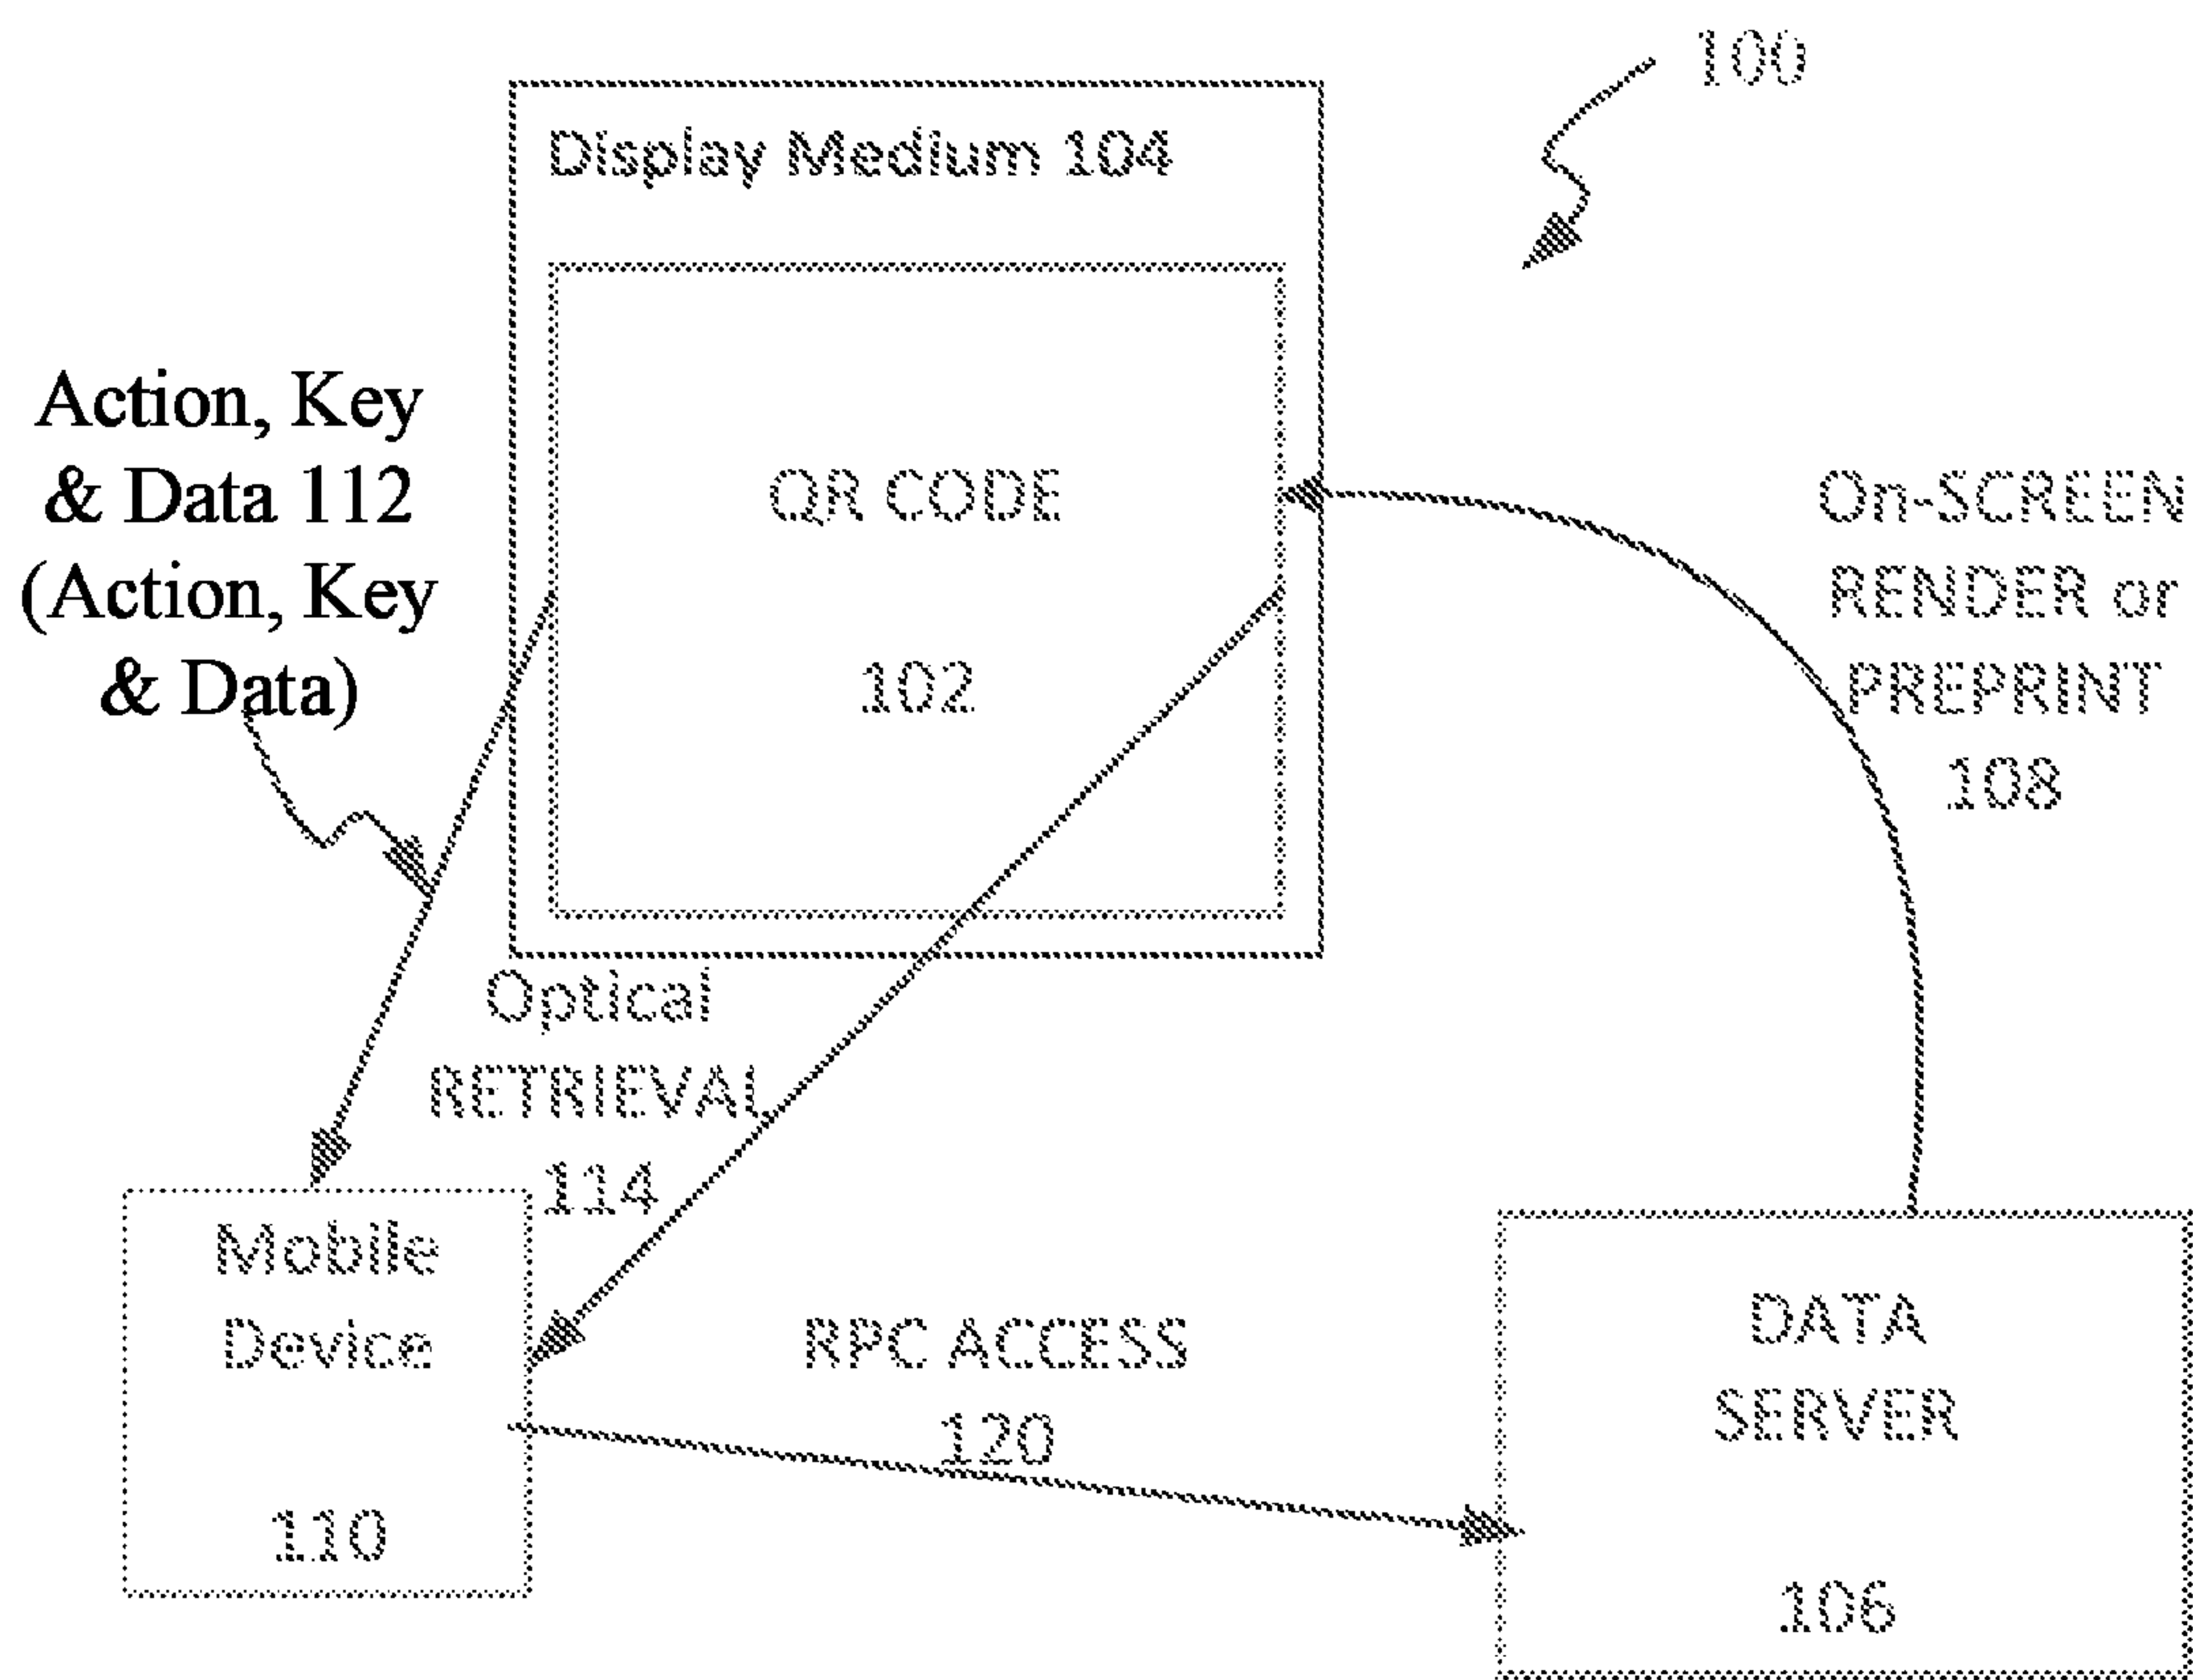 100
Display Medium 104
Action, Key
& Data 112
(Action, Key
& Data)
QR CODE
102
On-SCREEN
RENDER or
PREPRINT
108
Optical
RETRIEVAL
114
Mobile
Device
110
RPC ACCESS
120
DATA
SERVER
106